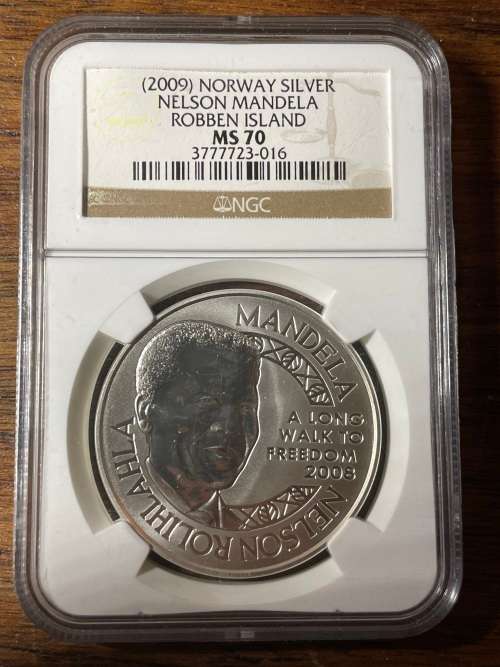 (2009) NORWAY SILVER
NELSON MANDELA
ROBBEN ISLAND
MS 70
3777723-016
NGC
NELSON ROLIHLAHLA
MANDELA
A LONG
WALK TO
FREEDOM
2008